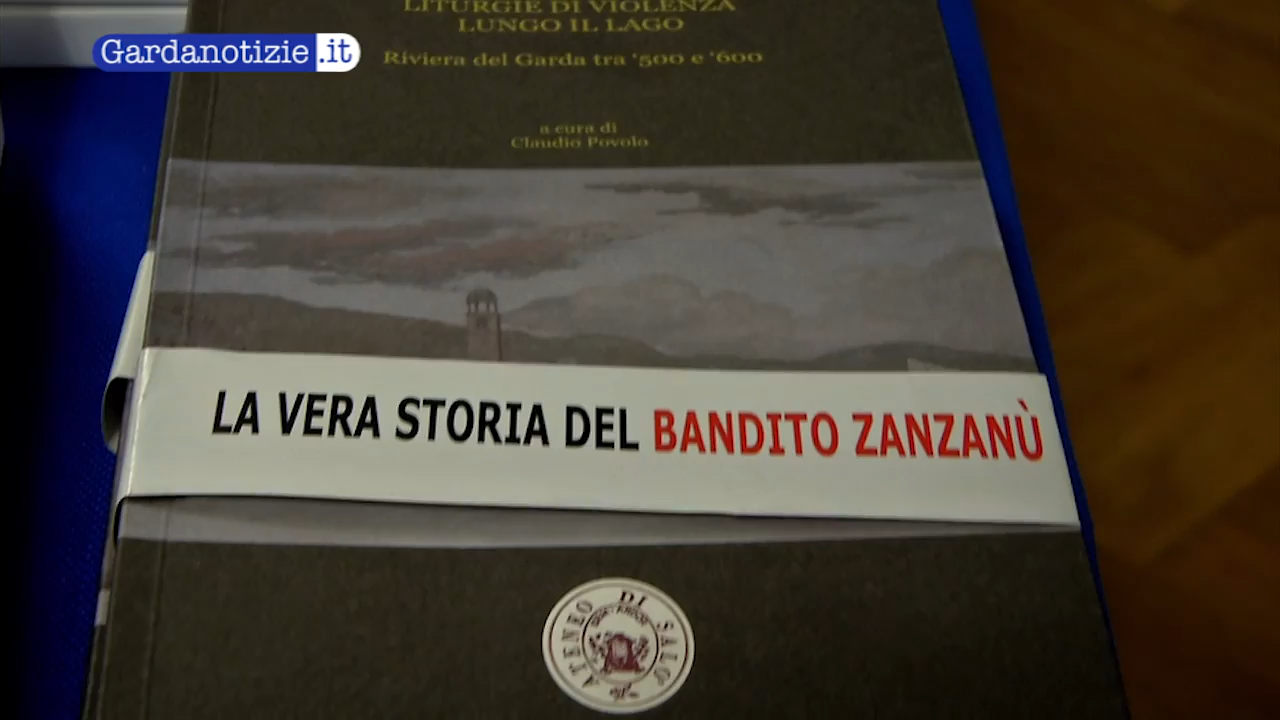 Gardanotizie.it
LITURGIE DI VIOLENZA
LUNGO IL LAGO
Riviera del Garda tra '500 e '600
a cura di
Claudio Povolo
LA VERA STORIA DEL BANDITO ZANZANÙ
ATENEO DI SALO'